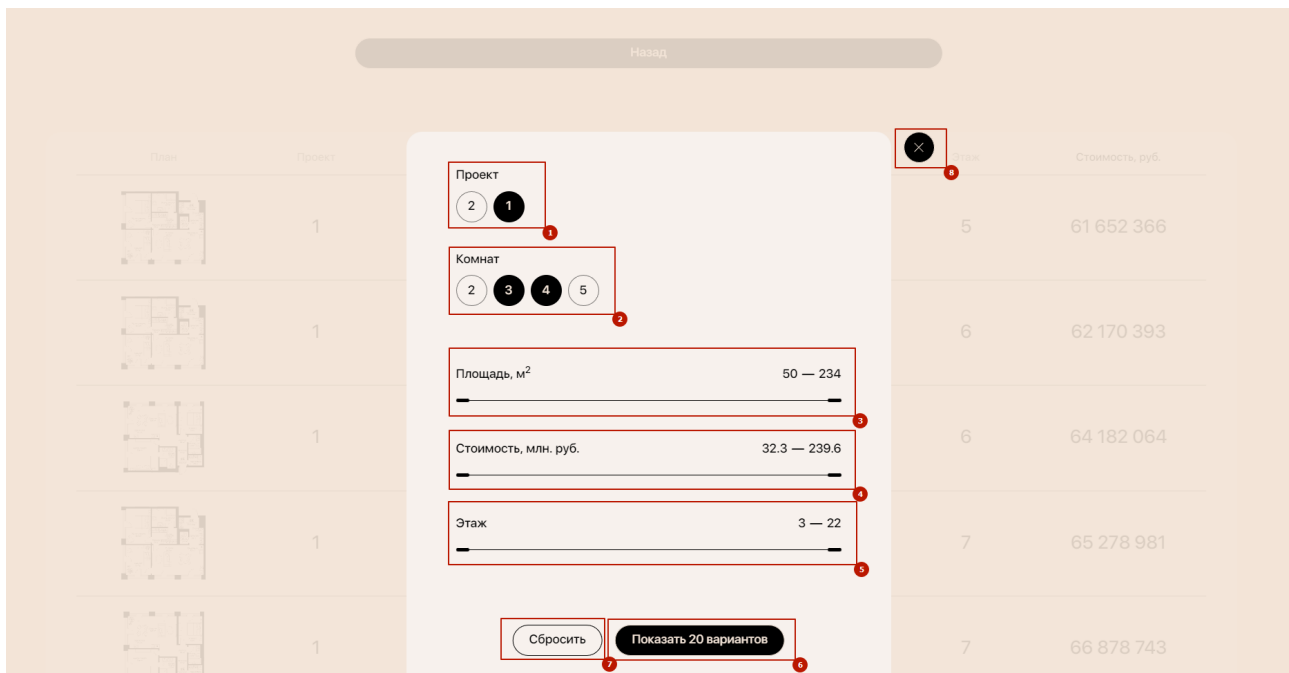 Назад
План
Проект
Этаж
Стоимость, руб.
Проект
2 1
1
Комнат
2 3 4 5
2
Площадь, м² 50 — 234
3
Стоимость, млн. руб. 32.3 — 239.6
4
Этаж 3 — 22
5
Сбросить
7
Показать 20 вариантов
6
8
1 5 61 652 366
1 6 62 170 393
1 6 64 182 064
1 7 65 278 981
1 7 66 878 743